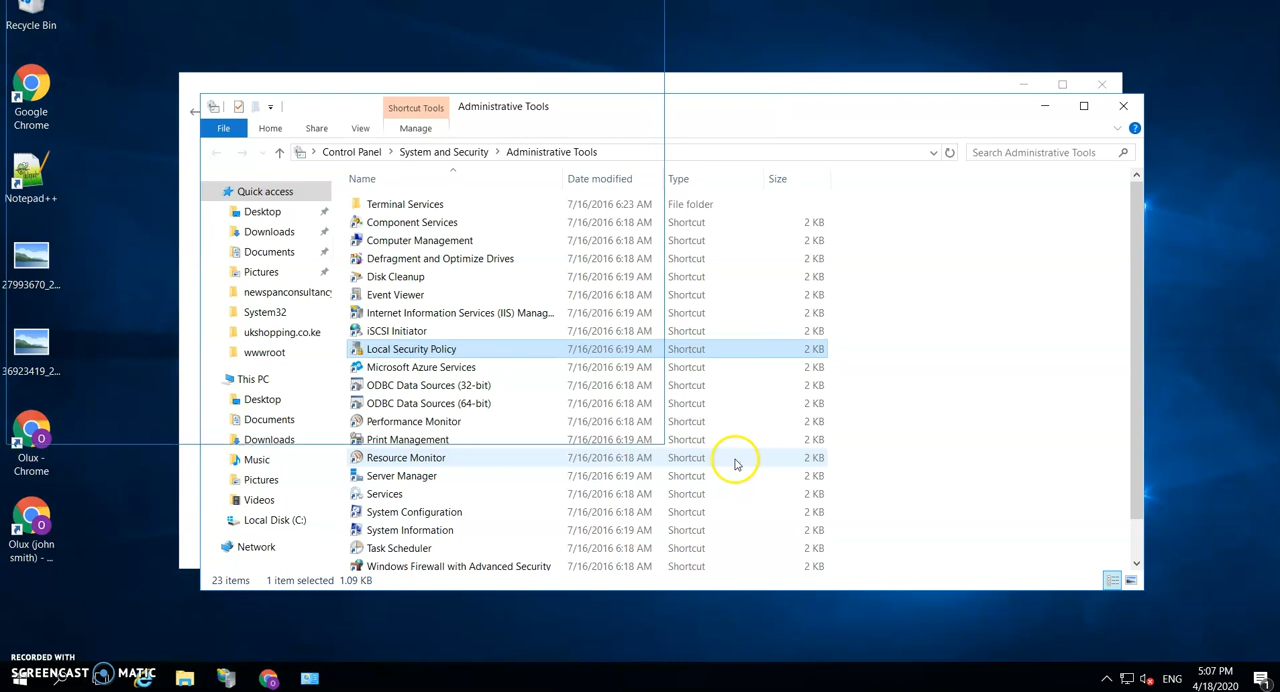 Recycle Bin
Google
Chrome
Notepad++
27993670_2...
36923419_2...
Olux -
Chrome
Olux (john
smith) - ...
Shortcut Tools
Administrative Tools
File
Home
Share
View
Manage
Control Panel
System and Security
Administrative Tools
Search Administrative Tools
Name
Date modified
Type
Size
Quick access
Desktop
Downloads
Documents
Pictures
newspanconsultancy
System32
ukshopping.co.ke
wwwroot
This PC
Desktop
Documents
Downloads
Music
Pictures
Videos
Local Disk (C:)
Network
Terminal Services 7/16/2016 6:23 AM File folder
Component Services 7/16/2016 6:18 AM Shortcut 2 KB
Computer Management 7/16/2016 6:18 AM Shortcut 2 KB
Defragment and Optimize Drives 7/16/2016 6:18 AM Shortcut 2 KB
Disk Cleanup 7/16/2016 6:19 AM Shortcut 2 KB
Event Viewer 7/16/2016 6:18 AM Shortcut 2 KB
Internet Information Services (IIS) Manag... 7/16/2016 6:18 AM Shortcut 2 KB
iSCSI Initiator 7/16/2016 6:18 AM Shortcut 2 KB
Local Security Policy 7/16/2016 6:19 AM Shortcut 2 KB
Microsoft Azure Services 7/16/2016 6:19 AM Shortcut 2 KB
ODBC Data Sources (32-bit) 7/16/2016 6:18 AM Shortcut 2 KB
ODBC Data Sources (64-bit) 7/16/2016 6:18 AM Shortcut 2 KB
Performance Monitor 7/16/2016 6:18 AM Shortcut 2 KB
Print Management 7/16/2016 6:19 AM Shortcut 2 KB
Resource Monitor 7/16/2016 6:18 AM Shortcut 2 KB
Server Manager 7/16/2016 6:19 AM Shortcut 2 KB
Services 7/16/2016 6:18 AM Shortcut 2 KB
System Configuration 7/16/2016 6:18 AM Shortcut 2 KB
System Information 7/16/2016 6:19 AM Shortcut 2 KB
Task Scheduler 7/16/2016 6:18 AM Shortcut 2 KB
Windows Firewall with Advanced Security 7/16/2016 6:18 AM Shortcut 2 KB
23 items 1 item selected 1.09 KB
RECORDED WITH
SCREENCAST MATIC
ENG
5:07 PM
4/18/2020
1